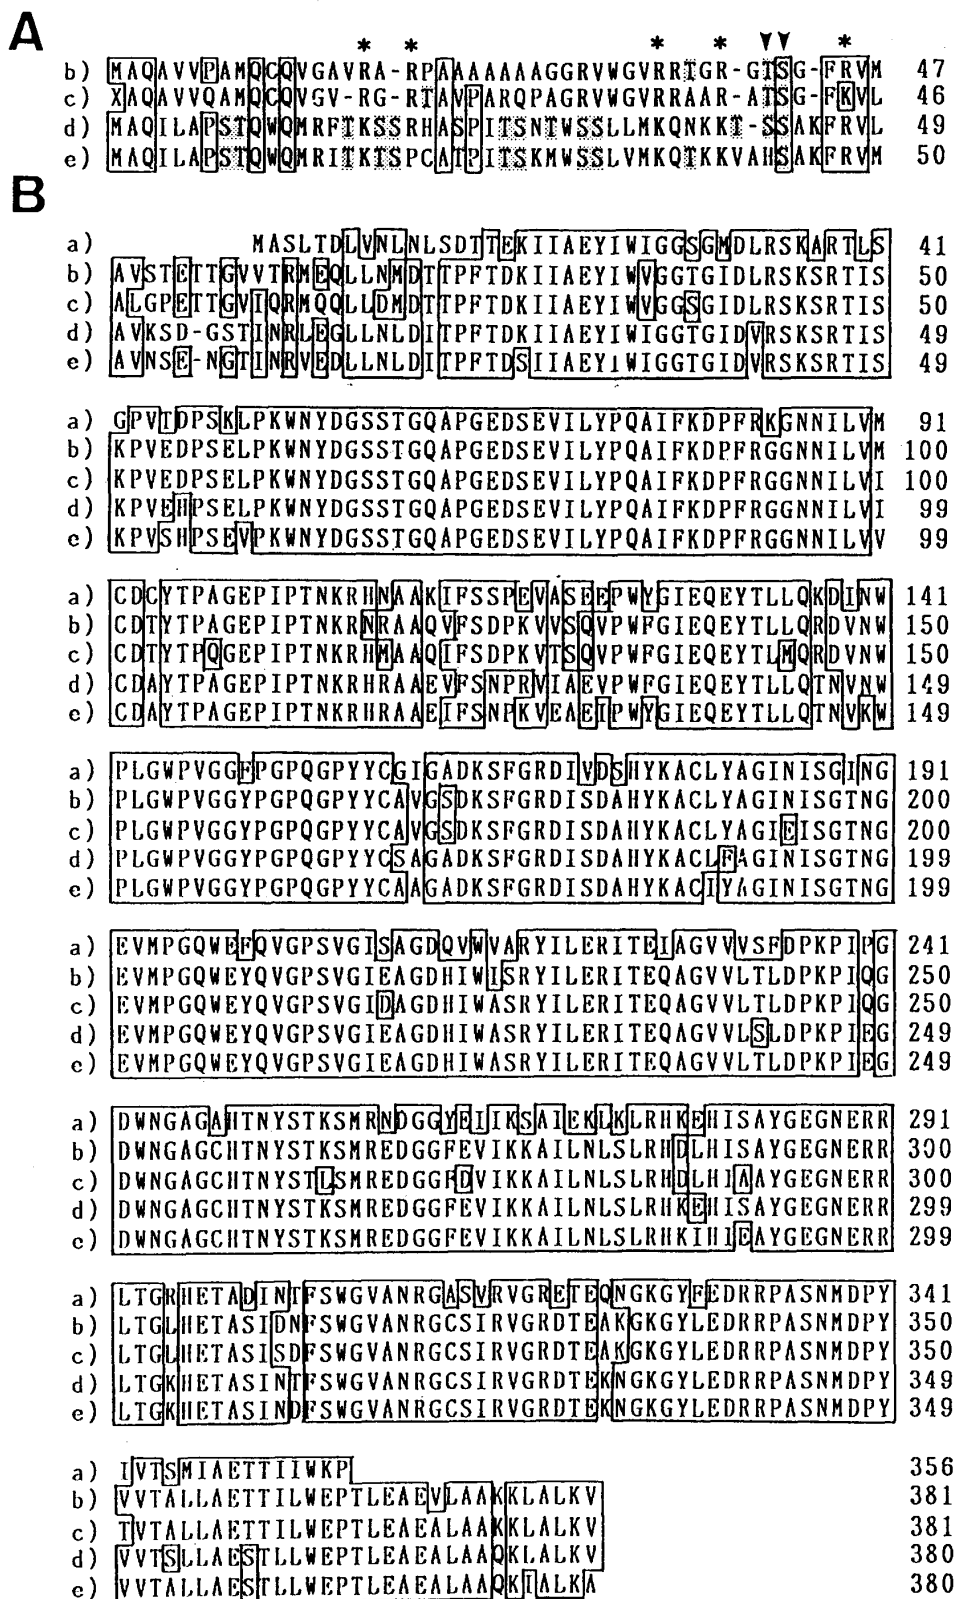 A
* * * * *
b) MAQAVVPAMQCQVGAVRA-RPAAAAAAAGGRVWGVRRTGR-GTSG-FRVM 47
c) XAQAVVQAMQCQVGV-RG-RTAVPARQPAGRVWGVRRAAR-ATSG-FKVL 46
d) MAQILAPSTQWQMRFTKSSRHASPITSNTWSSLLMKQNKKT-SSAKFRVL 49
e) MAQILAPSTQWQMRITKTSPCATPITSKMWSSLVMKQTKKVAHSAKFRVM 50
B
a) MASLTDLVNLNLSDTTEKIIAEYIWIGGSGMDLRSKARTLS 41
b) AVSTETTGVVTRMEQLLNMDTTPFTDKIIAEYIWVGGTGIDLRSKSRTIS 50
c) ALGPETTGVIQRMQQLLDMDTTPFTDKIIAEYIWVGGSGIDLRSKSRTIS 50
d) AVKSD-GSTINRLEGLLNLDITPFTDKIIAEYIWIGGTGIDVRSKSRTIS 49
e) AVNSE-NGTINRVEDLLNLDITPFTDSIIAEYIWIGGTGIDVRSKSRTIS 49
a) GPVTDPSKLPKWNYDGSSTGQAPGEDSEVILYPQAIFKDPFRKGNNILVM 91
b) KPVEDPSELPKWNYDGSSTGQAPGEDSEVILYPQAIFKDPFRGGNNILVM 100
c) KPVEDPSELPKWNYDGSSTGQAPGEDSEVILYPQAIFKDPFRGGNNILVI 100
d) KPVEHPSELPKWNYDGSSTGQAPGEDSEVILYPQAIFKDPFRGGNNILVI 99
e) KPVSHPSEVPKWNYDGSSTGQAPGEDSEVILYPQAIFKDPFRGGNNILVV 99
a) CDCYTPAGEPIPTNKRHNAAKIFSSPEVASEEPWYGIEQEYTLLQKDINW 141
b) CDTYTPAGEPIPTNKRNRAAQVFSDPKVVSQVPWFGIEQEYTLLQRDVNW 150
c) CDTYTPQGEPIPTNKRHMAAQIFSDPKVTSQVPWFGIEQEYTLMQRDVNW 150
d) CDAYTPAGEPIPTNKRHRAAEVFSNPRVIAEVPWFGIEQEYTLLQTNVNW 149
e) CDAYTPAGEPIPTNKRHRAAEIFSNPKVEAEIPWYGIEQEYTLLQTNVKW 149
a) PLGWPVGGFPGPQGPYYCGIGADKSFGRDIVDSHYKACLYAGINISGING 191
b) PLGWPVGGYPGPQGPYYCAVGSDKSFGRDISDAHYKACLYAGINISGTNG 200
c) PLGWPVGGYPGPQGPYYCAVGSDKSFGRDISDAHYKACLYAGIEISGTNG 200
d) PLGWPVGGYPGPQGPYYCSAGADKSFGRDISDAHYKACLFAGINISGTNG 199
e) PLGWPVGGYPGPQGPYYCAAGADKSFGRDISDAHYKACIYAGINISGTNG 199
a) EVMPGQWEFQVGPSVGISAGDQVWVARYILERITEIAGVVVSFDPKPIPG 241
b) EVMPGQWEYQVGPSVGIEAGDHIWISRYILERITEQAGVVLTLDPKPIQG 250
c) EVMPGQWEYQVGPSVGIDAGDHIWASRYILERITEQAGVVLTLDPKPIQG 250
d) EVMPGQWEYQVGPSVGIEAGDHIWASRYILERITEQAGVVLSLDPKPIEG 249
e) EVMPGQWEYQVGPSVGIEAGDHIWASRYILERITEQAGVVLTLDPKPIEG 249
a) DWNGAGAHTNYSTKSMRNDGGYEIIKSAIEKLKLRHKEHISAYGEGNERR 291
b) DWNGAGCHTNYSTKSMREDGGFEVIKKAILNLSLRHDLHISAYGEGNERR 300
c) DWNGAGCHTNYSTLSMREDGGFDVIKKAILNLSLRHDLHIAAYGEGNERR 300
d) DWNGAGCHTNYSTKSMREDGGFEVIKKAILNLSLRHKEHISAYGEGNERR 299
e) DWNGAGCHTNYSTKSMREDGGFEVIKKAILNLSLRHKIHIEAYGEGNERR 299
a) LTGRHETADINTFSWGVANRGASVRVGRETEQNGKGYFEDRRPASNMDPY 341
b) LTGLHETASIDNFSWGVANRGCSIRVGRDTEAKGKGYLEDRRPASNMDPY 350
c) LTGLHETASISDFSWGVANRGCSIRVGRDTEAKGKGYLEDRRPASNMDPY 350
d) LTGKHETASINTFSWGVANRGCSIRVGRDTEKNGKGYLEDRRPASNMDPY 349
e) LTGKHETASINDFSWGVANRGCSIRVGRDTEKNGKGYLEDRRPASNMDPY 349
a) IVTSMIAETTIIWKP 356
b) VVTALLAETTILWEPTLEAEVLAAKKLALKV 381
c) TVTALLAETTILWEPTLEAEALAAKKLALKV 381
d) VVTSLLAESTLLWEPTLEAEALAAQKLALKV 380
e) VVTALLAESTLLWEPTLEAEALAAQKIALKA 380